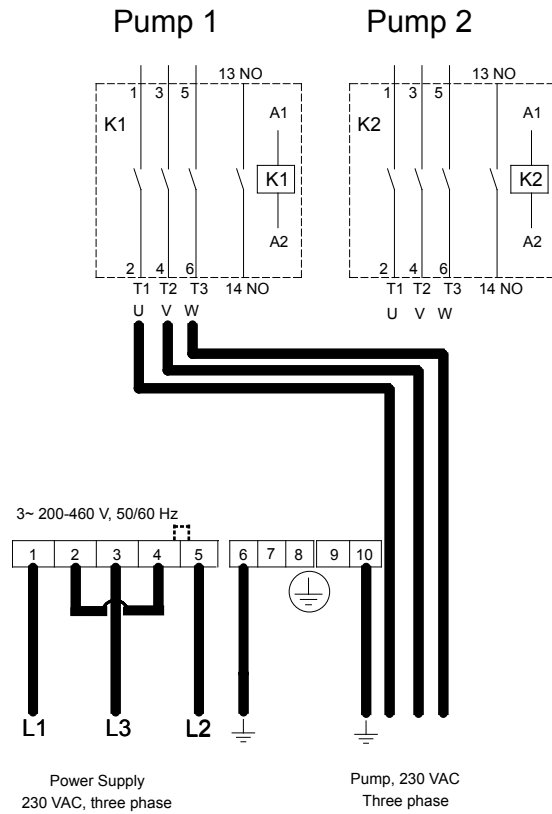 Pump 1 Pump 2
13 NO 13 NO
1 3 5 1 3 5
A1 A1
K1 K2
K1 K2
A2 A2
2 4 6 2 4 6
T1 T2 T3 14 NO T1 T2 T3 14 NO
U V W U V W
3~ 200-460 V, 50/60 Hz
1 2 3 4 5 6 7 8 9 10
L1 L3 L2
Power Supply Pump, 230 VAC
230 VAC, three phase Three phase